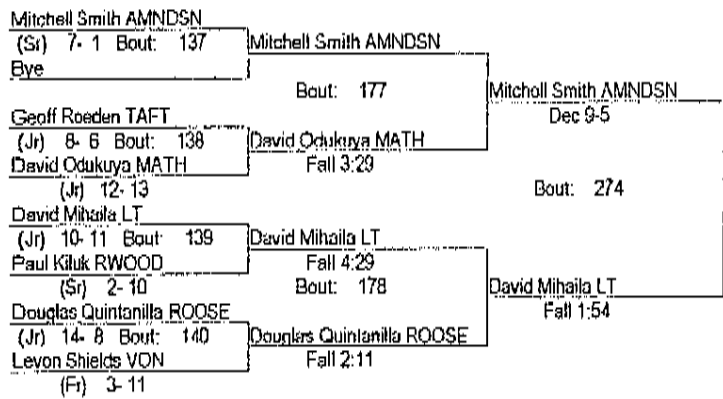 Mitchell Smith AMNDSN
(Sr) 7- 1 Bout: 137
Bye
Mitchell Smith AMNDSN
Bout: 177
Geoff Roeden TAFT
(Jr) 8- 6 Bout: 138
David Odukuya MATH
(Jr) 12- 13
David Odukuya MATH
Fall 3:29
Mitcholl Smith AMNDSN
Dec 9-5
Bout: 274
David Mihaila LT
(Jr) 10- 11 Bout: 139
Paul Kiluk RWOOD
(Sr) 2- 10
David Mihaila LT
Fall 4:29
Bout: 178
Douglas Quintanilla ROOSE
(Jr) 14- 8 Bout: 140
Levon Shields VON
(Fr) 3- 11
Douglas Quintanilla ROOSE
Fall 2:11
David Mihaila LT
Fall 1:54